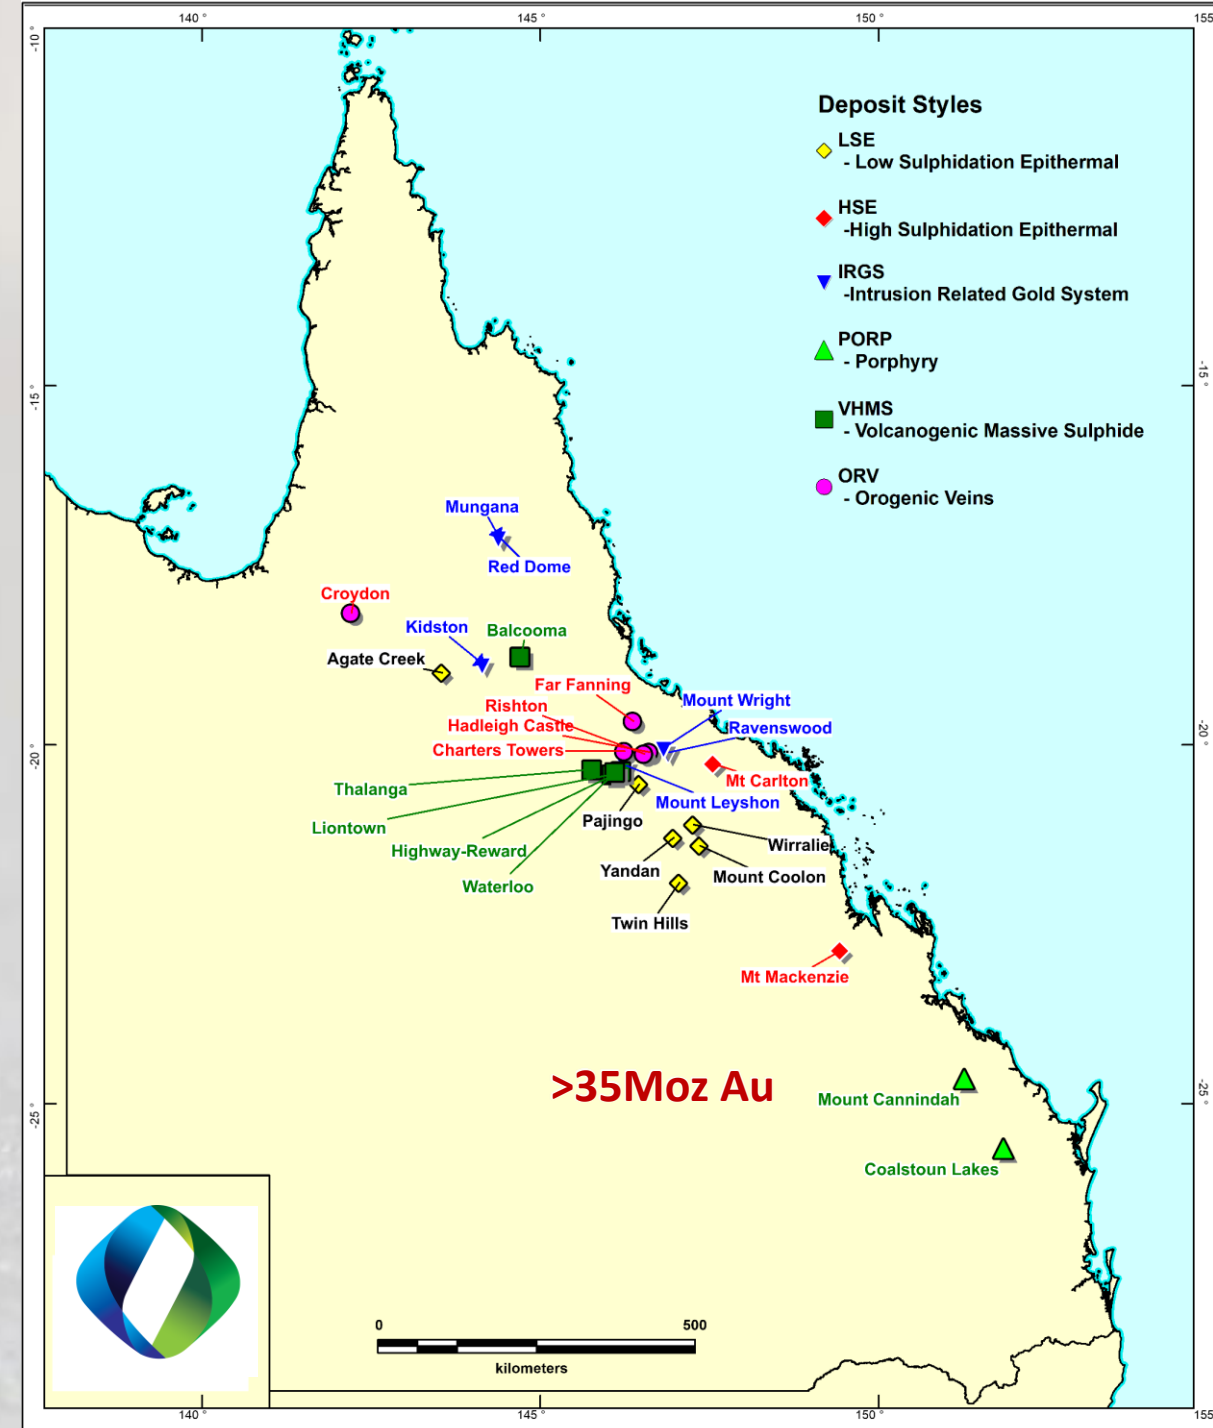 140 °
145 °
150 °
155
-10 °
Deposit Styles
LSE
- Low Sulphidation Epithermal
HSE
-High Sulphidation Epithermal
IRGS
-Intrusion Related Gold System
PORP
- Porphyry
VHMS
- Volcanogenic Massive Sulphide
ORV
- Orogenic Veins
-15 °
-15 °
Mungana
Red Dome
Croydon
Kidston
Balcooma
Agate Creek
Far Fanning
Mount Wright
Rishton
Hadleigh Castle
Ravenswood
Charters Towers
-20 °
-20 °
Mt Carlton
Thalanga
Mount Leyshon
Pajingo
Liontown
Wirralie
Highway-Reward
Yandan
Mount Coolon
Waterloo
Twin Hills
Mt Mackenzie
>35Moz Au
Mount Cannindah
-25 °
-25 °
Coalstoun Lakes
0
500
kilometers
140 °
145 °
150 °
155